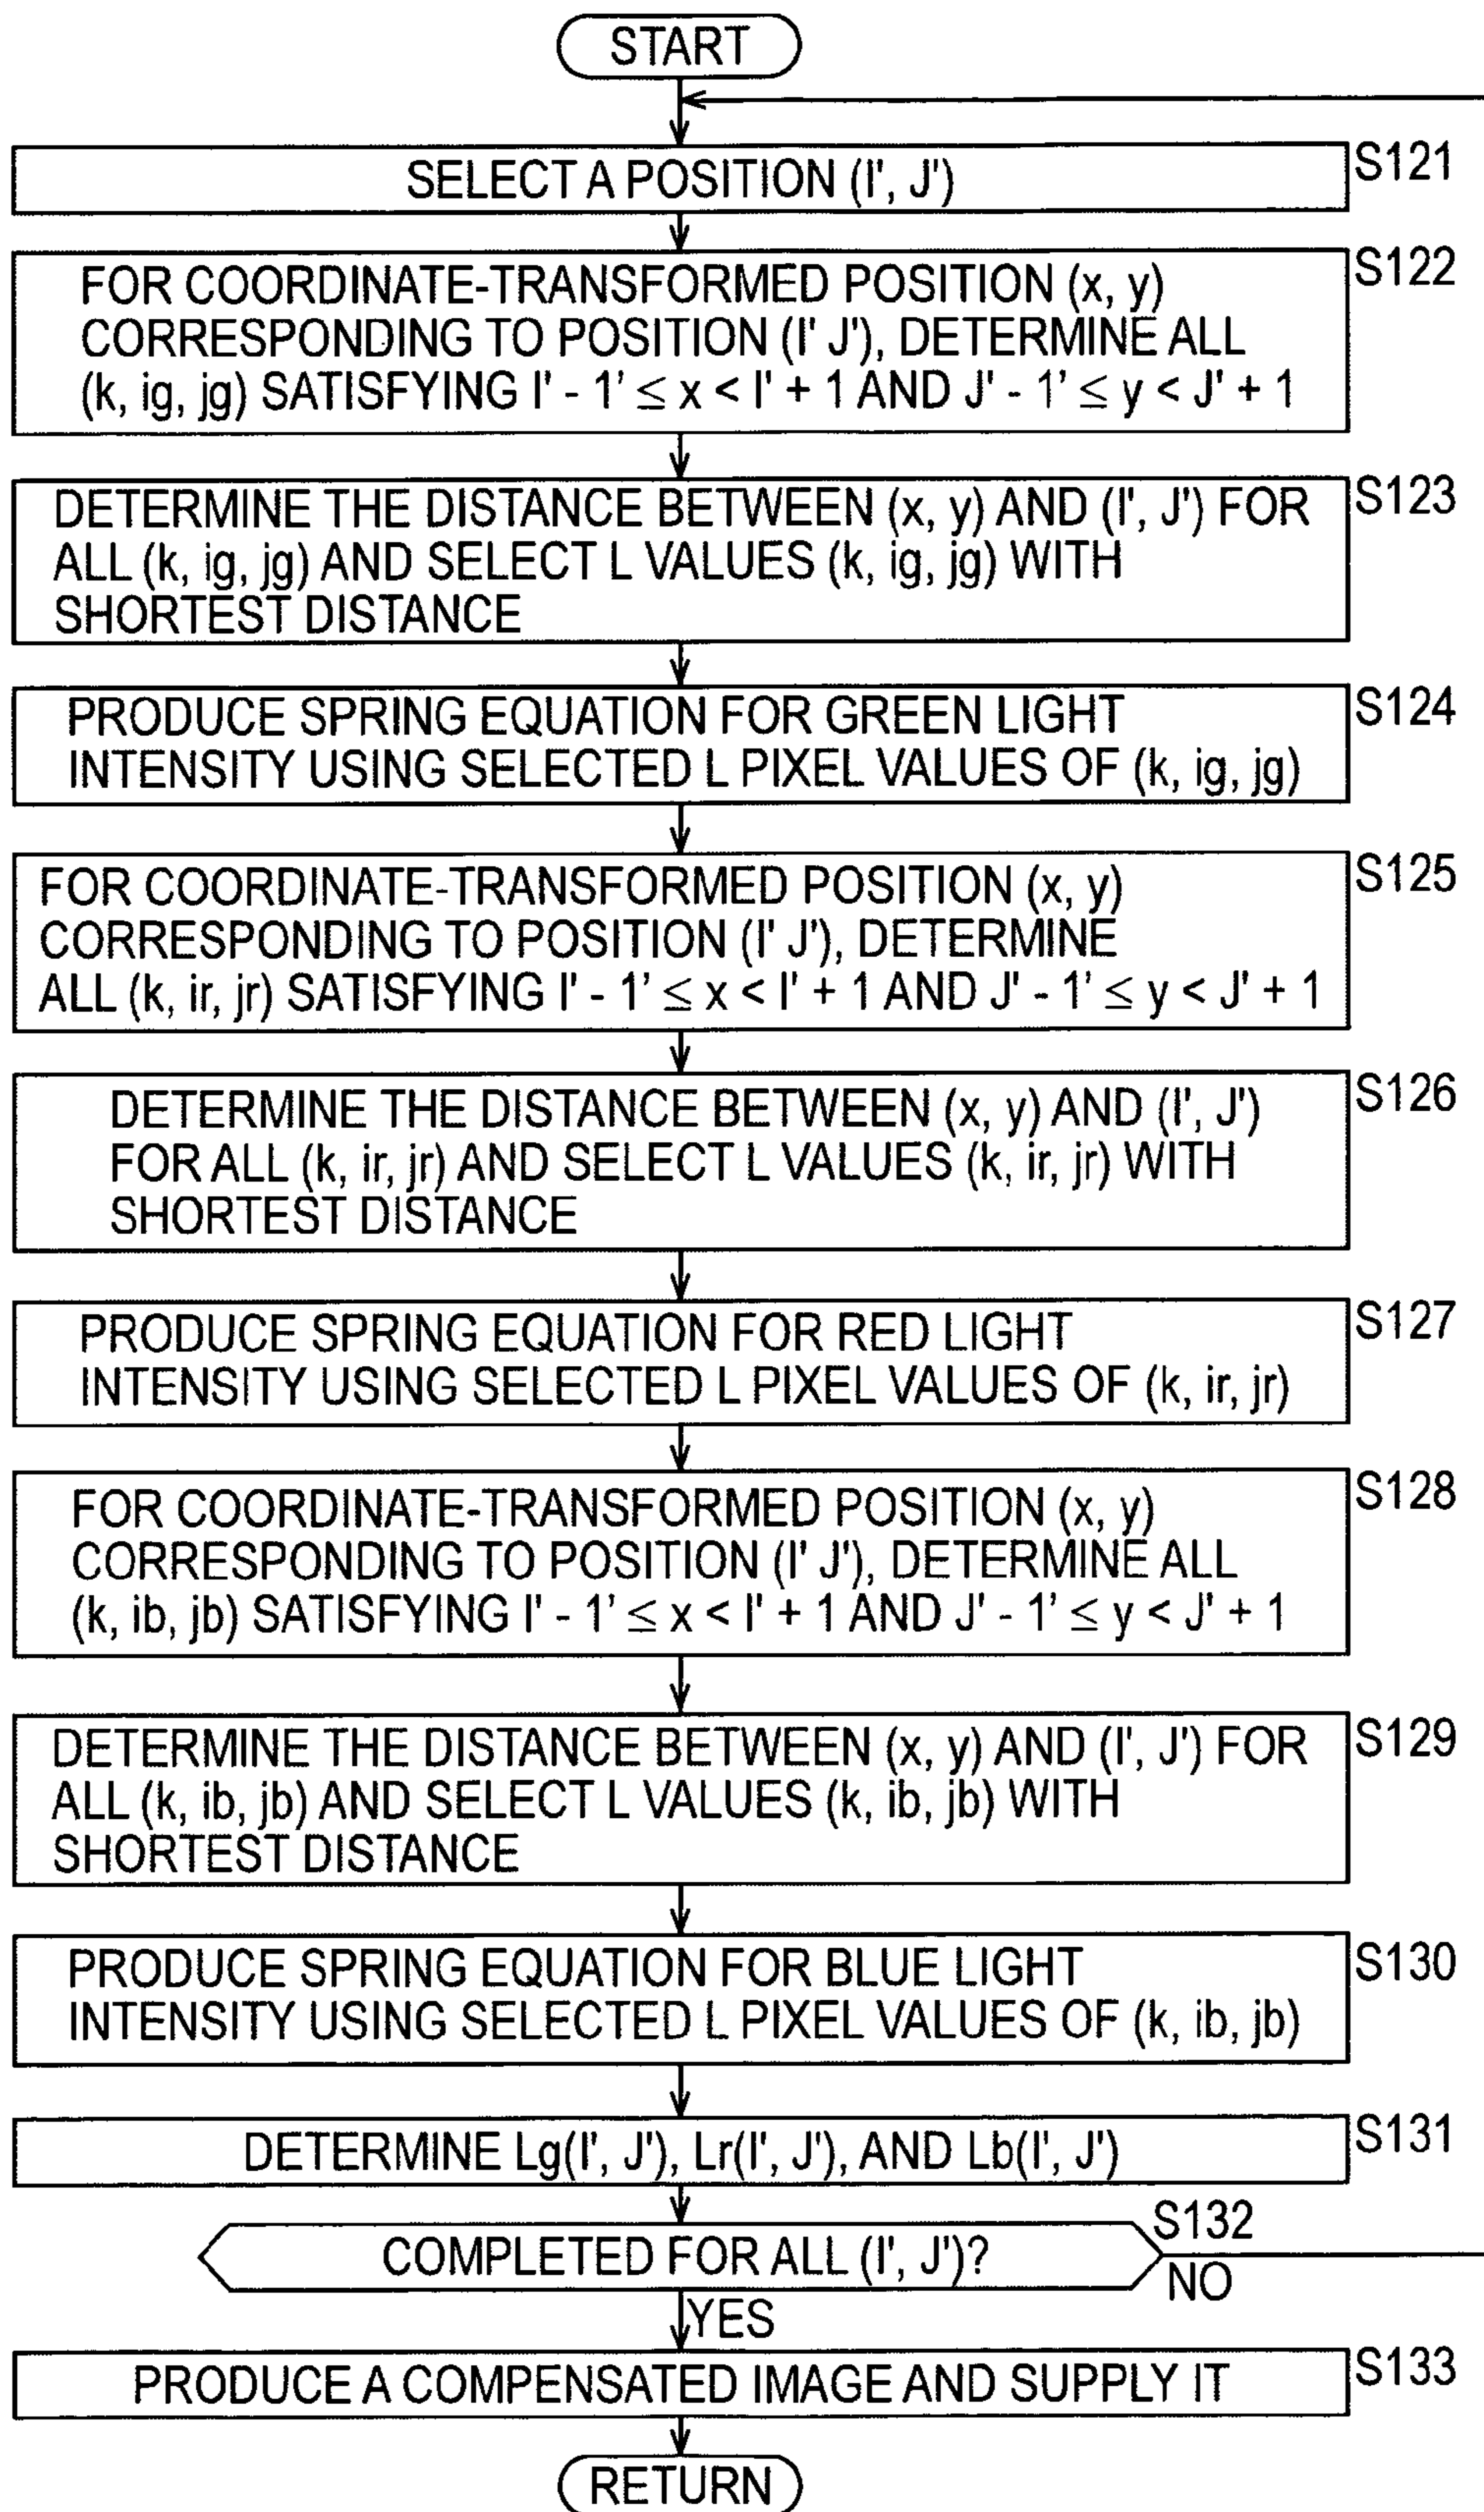 START
SELECT A POSITION (I', J')
S121
FOR COORDINATE-TRANSFORMED POSITION (x, y)
CORRESPONDING TO POSITION (I' J'), DETERMINE ALL
(k, ig, jg) SATISFYING I' - 1' ≤ x < I' + 1 AND J' - 1' ≤ y < J' + 1
S122
DETERMINE THE DISTANCE BETWEEN (x, y) AND (I', J') FOR
ALL (k, ig, jg) AND SELECT L VALUES (k, ig, jg) WITH
SHORTEST DISTANCE
S123
PRODUCE SPRING EQUATION FOR GREEN LIGHT
INTENSITY USING SELECTED L PIXEL VALUES OF (k, ig, jg)
S124
FOR COORDINATE-TRANSFORMED POSITION (x, y)
CORRESPONDING TO POSITION (I' J'), DETERMINE
ALL (k, ir, jr) SATISFYING I' - 1' ≤ x < I' + 1 AND J' - 1' ≤ y < J' + 1
S125
DETERMINE THE DISTANCE BETWEEN (x, y) AND (I', J')
FOR ALL (k, ir, jr) AND SELECT L VALUES (k, ir, jr) WITH
SHORTEST DISTANCE
S126
PRODUCE SPRING EQUATION FOR RED LIGHT
INTENSITY USING SELECTED L PIXEL VALUES OF (k, ir, jr)
S127
FOR COORDINATE-TRANSFORMED POSITION (x, y)
CORRESPONDING TO POSITION (I' J'), DETERMINE ALL
(k, ib, jb) SATISFYING I' - 1' ≤ x < I' + 1 AND J' - 1' ≤ y < J' + 1
S128
DETERMINE THE DISTANCE BETWEEN (x, y) AND (I', J') FOR
ALL (k, ib, jb) AND SELECT L VALUES (k, ib, jb) WITH
SHORTEST DISTANCE
S129
PRODUCE SPRING EQUATION FOR BLUE LIGHT
INTENSITY USING SELECTED L PIXEL VALUES OF (k, ib, jb)
S130
DETERMINE Lg(I', J'), Lr(I', J'), AND Lb(I', J')
S131
COMPLETED FOR ALL (I', J')?
S132
NO
YES
PRODUCE A COMPENSATED IMAGE AND SUPPLY IT
S133
RETURN